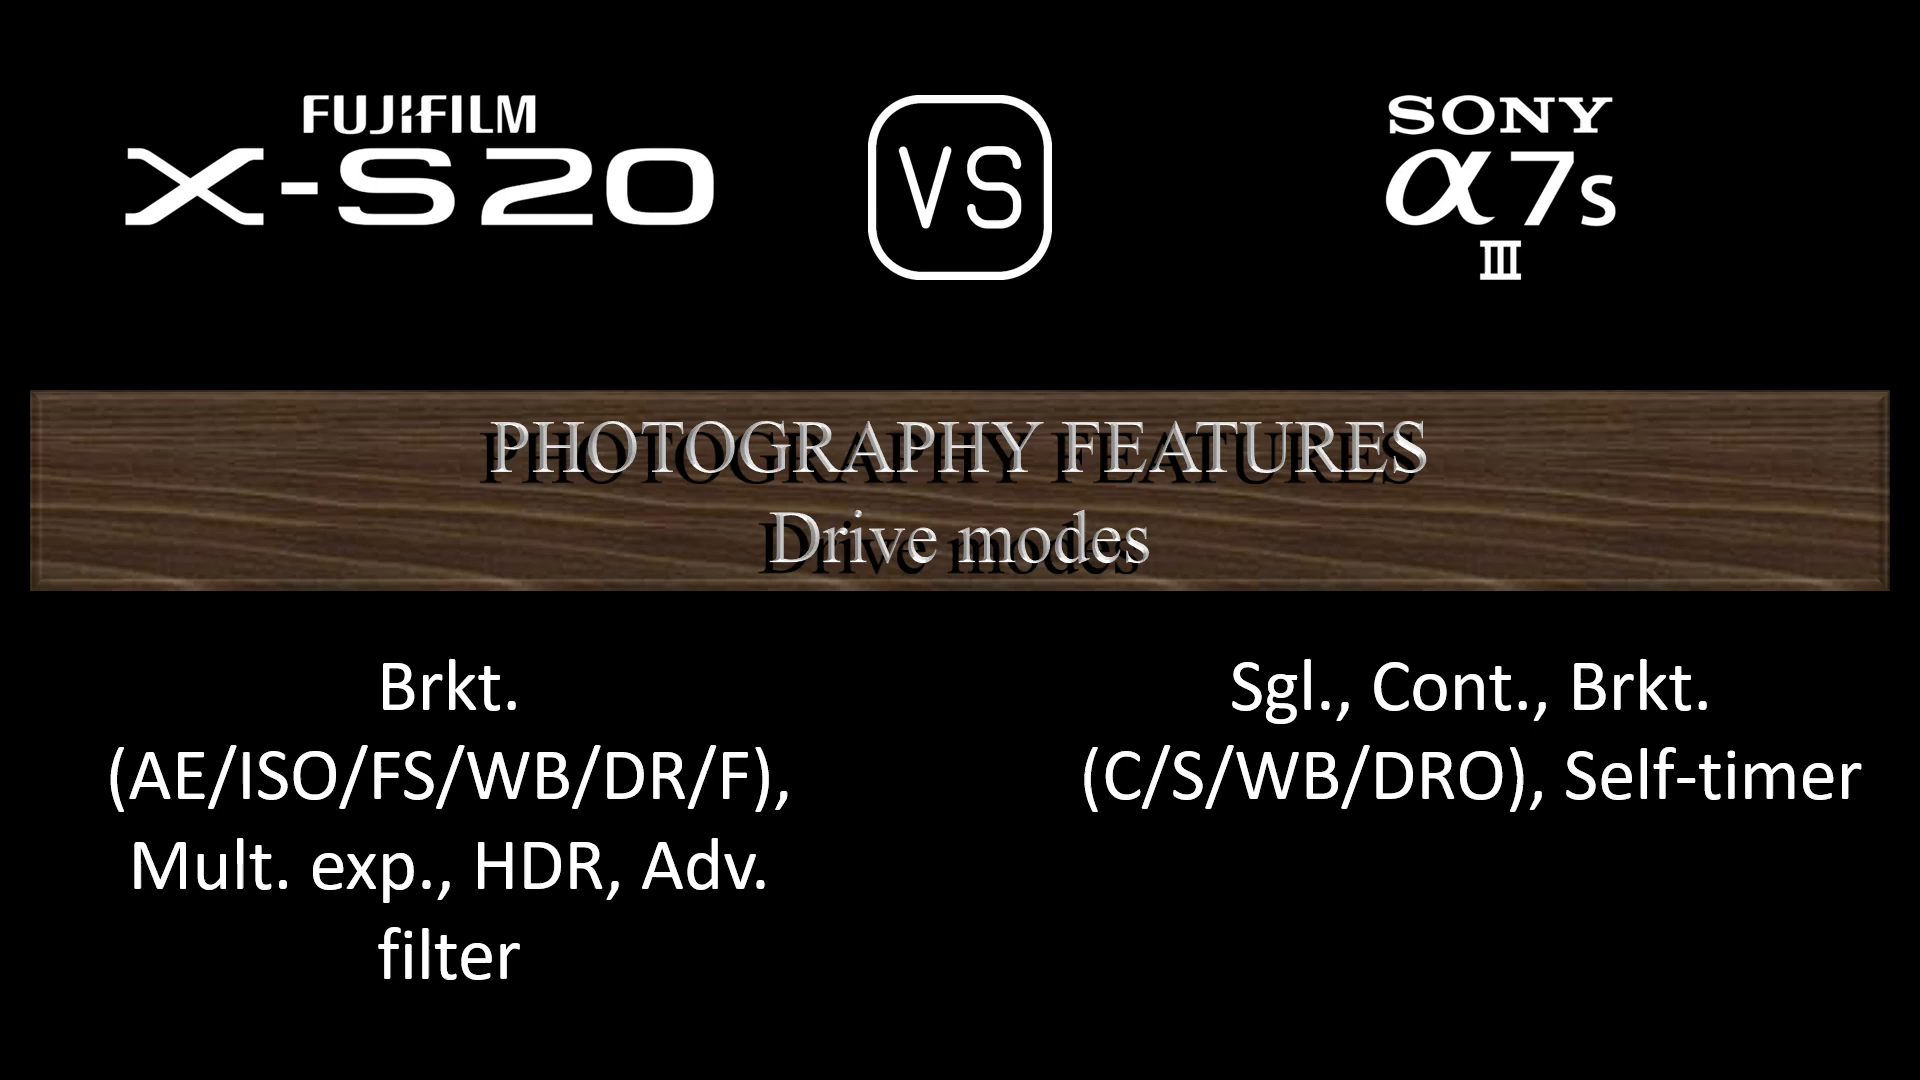 FUJIFILM
X-S20
VS
SONY
α7s
III
PHOTOGRAPHY FEATURES
Drive modes
Brkt.
(AE/ISO/FS/WB/DR/F),
Mult. exp., HDR, Adv.
filter
Sgl., Cont., Brkt.
(C/S/WB/DRO), Self-timer